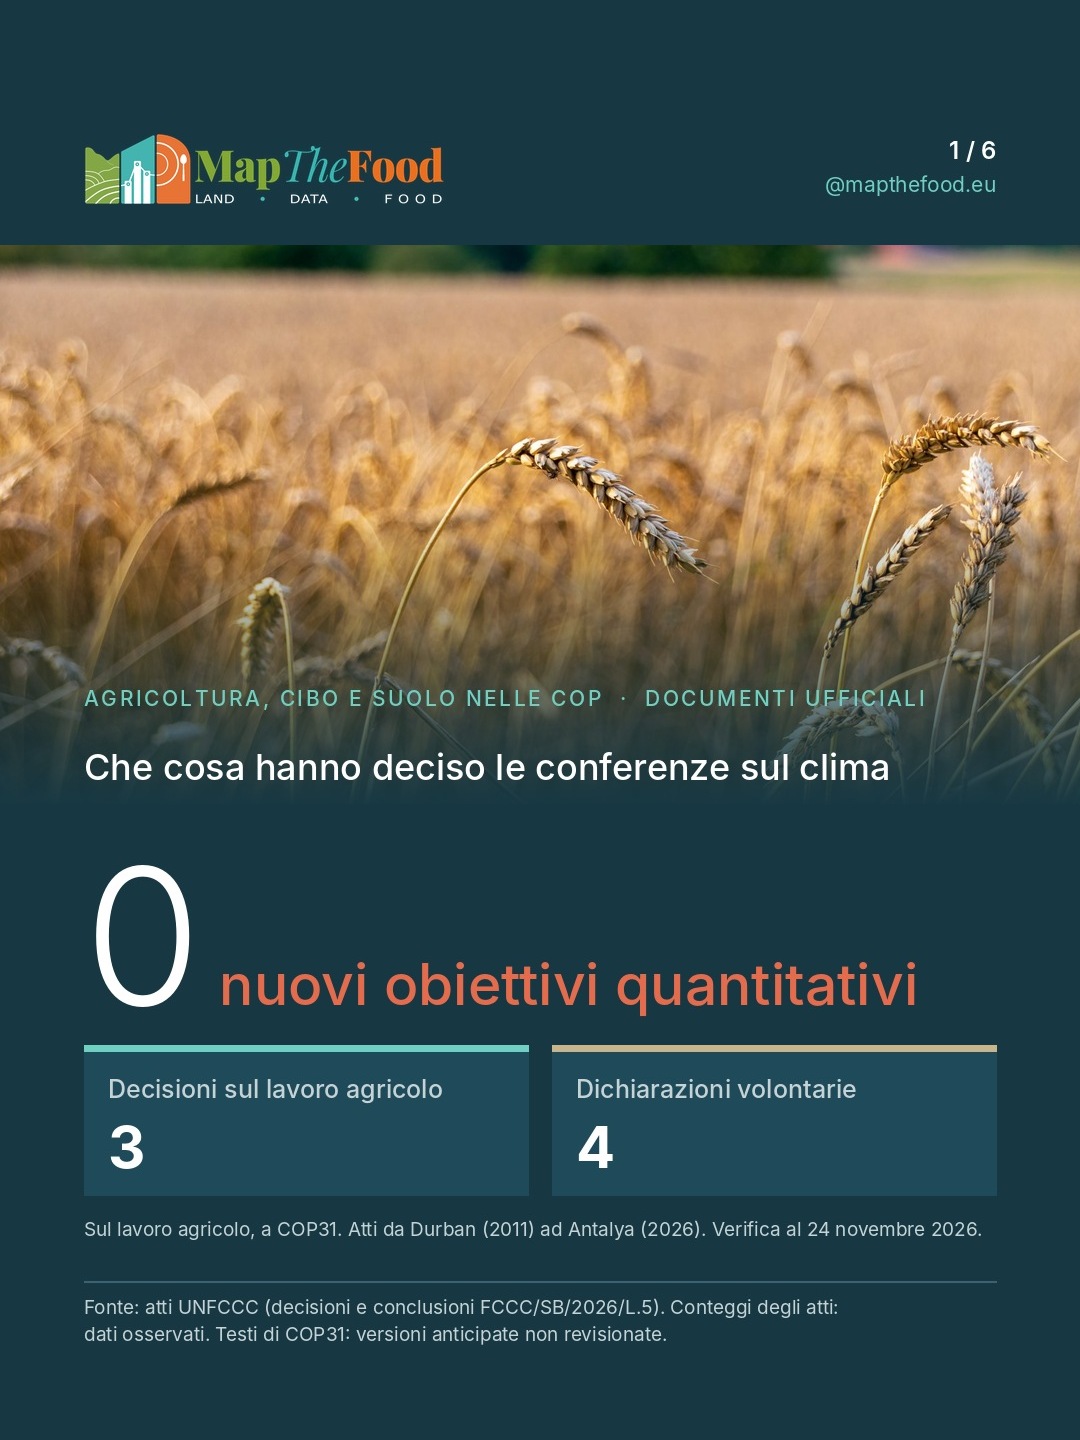 MapTheFood
LAND • DATA • FOOD
1 / 6
@mapthefood.eu
AGRICOLTURA, CIBO E SUOLO NELLE COP · DOCUMENTI UFFICIALI
Che cosa hanno deciso le conferenze sul clima
0 nuovi obiettivi quantitativi
Decisioni sul lavoro agricolo
3
Dichiarazioni volontarie
4
Sul lavoro agricolo, a COP31. Atti da Durban (2011) ad Antalya (2026). Verifica al 24 novembre 2026.
Fonte: atti UNFCCC (decisioni e conclusioni FCCC/SB/2026/L.5). Conteggi degli atti:
dati osservati. Testi di COP31: versioni anticipate non revisionate.